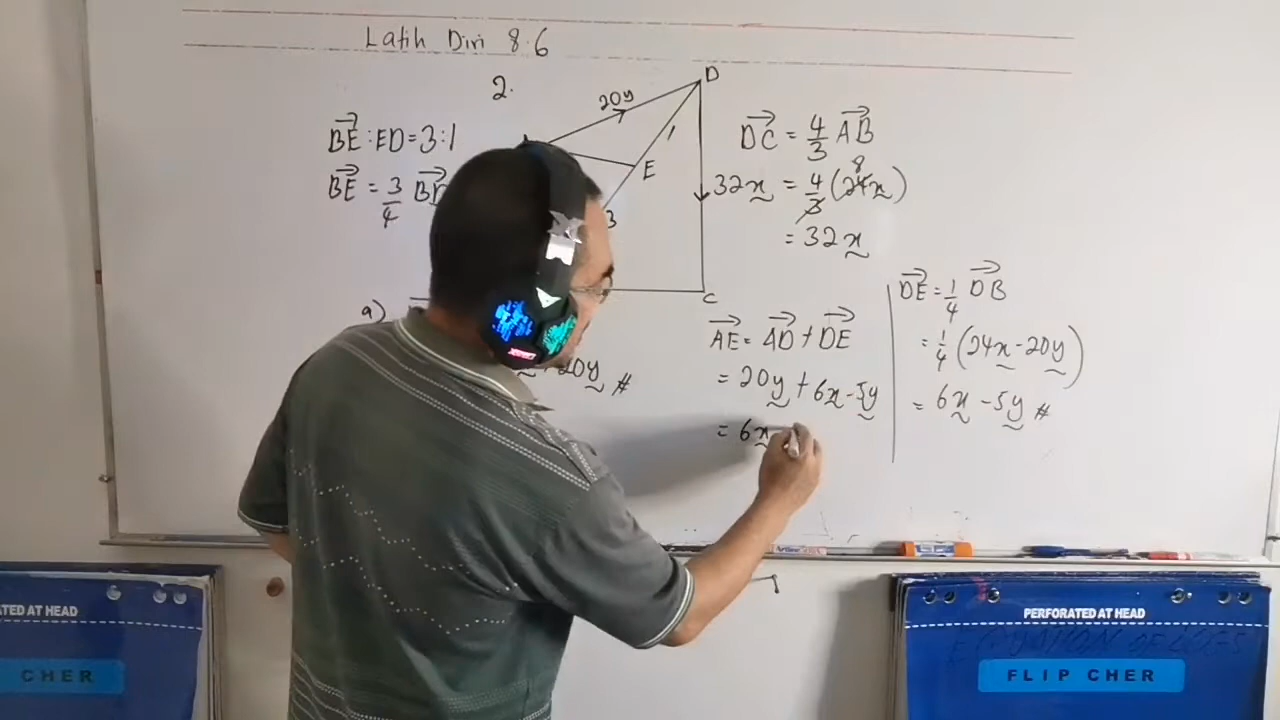 Latih Diri 8.6
2.
D
20y
1
E
3
C
BE : ED = 3:1
BE = 3/4 BD
DC = 4/3 AB
8
32x = 4/3 (24x)
= 32x
a)
20y #
AE = AD + DE
= 20y + 6x - 5y
= 6x
DE = 1/4 DB
= 1/4 (24x - 20y)
= 6x - 5y #
PERFORATED AT HEAD
FLIP CHER
ATED AT HEAD
CHER